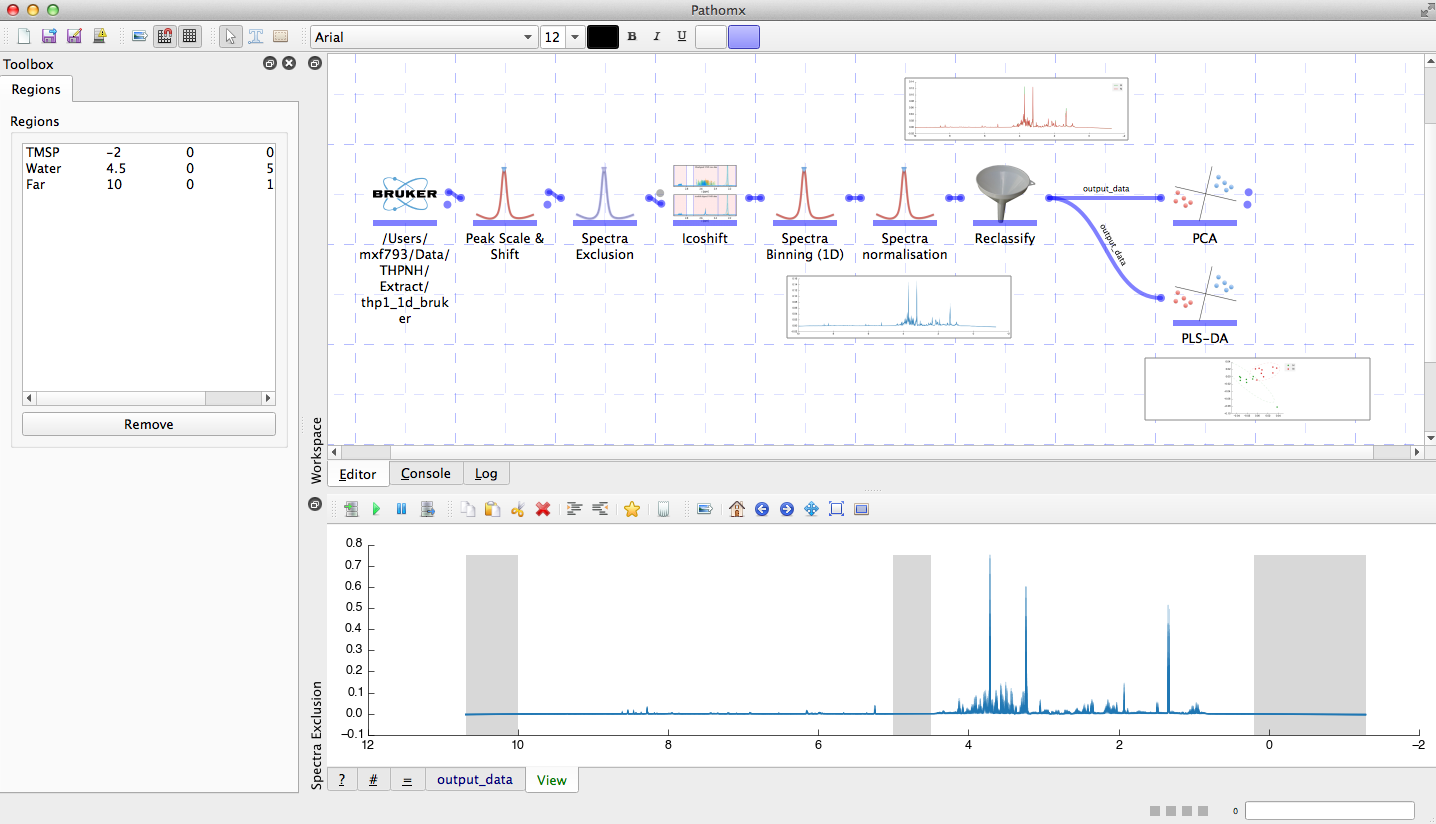 Pathomx
Arial
12
B I U
Toolbox
Regions
Regions
TMSP -2 0 0
Water 4.5 0 5
Far 10 0 1
Remove
Workspace
BRUKER
/Users/
mxf793/Data/
THPNH/
Extract/
thp1_1d_bruk
er
Peak Scale &
Shift
Spectra
Exclusion
Icoshift
Spectra
Binning (1D)
Spectra
normalisation
Reclassify
output_data
output_data
PCA
PLS-DA
Editor
Console
Log
Spectra Exclusion
0.8
0.7
0.6
0.5
0.4
0.3
0.2
0.1
0.0
−0.1
12 10 8 6 4 2 0 −2
?
#
=
output_data
View
0